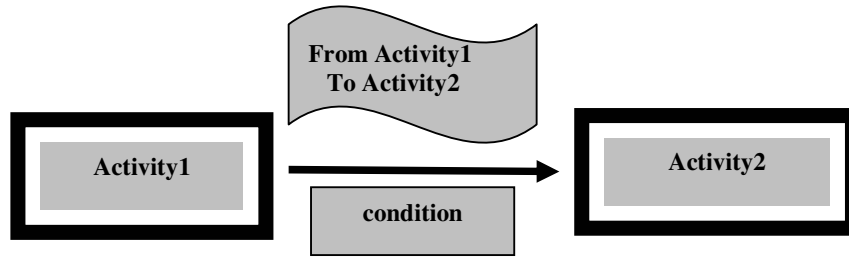 From Activity1
To Activity2
Activity1
Activity2
condition